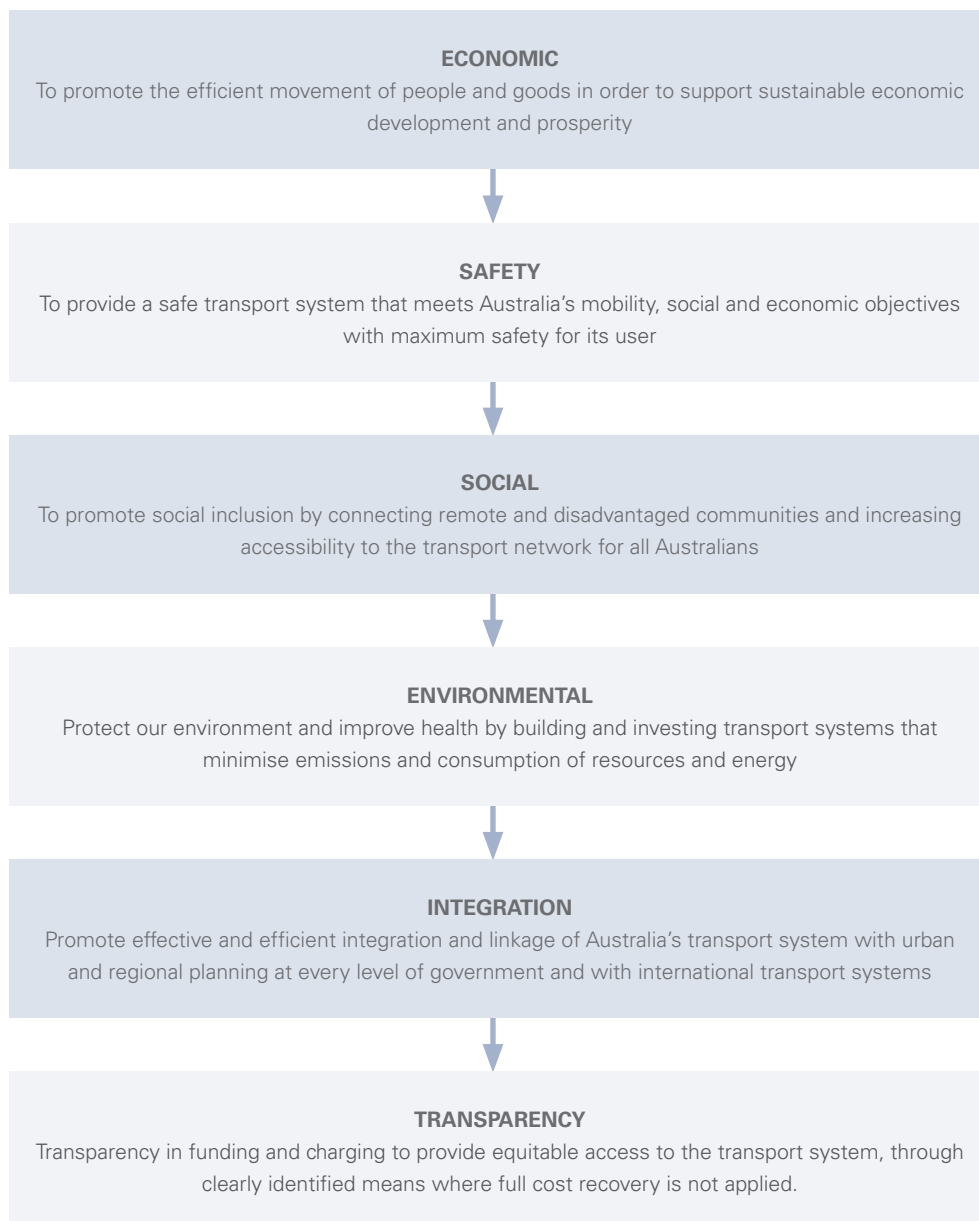 ECONOMIC
To promote the efficient movement of people and goods in order to support sustainable economic
development and prosperity
SAFETY
To provide a safe transport system that meets Australia’s mobility, social and economic objectives
with maximum safety for its user
SOCIAL
To promote social inclusion by connecting remote and disadvantaged communities and increasing
accessibility to the transport network for all Australians
ENVIRONMENTAL
Protect our environment and improve health by building and investing transport systems that
minimise emissions and consumption of resources and energy
INTEGRATION
Promote effective and efficient integration and linkage of Australia’s transport system with urban
and regional planning at every level of government and with international transport systems
TRANSPARENCY
Transparency in funding and charging to provide equitable access to the transport system, through
clearly identified means where full cost recovery is not applied.